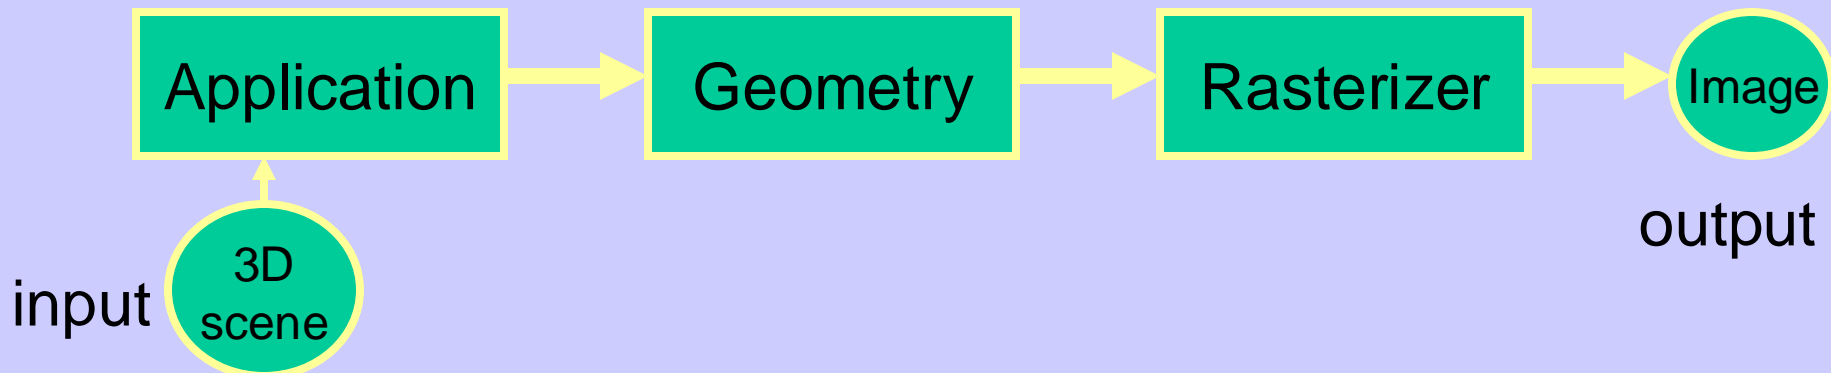 Application
Geometry
Rasterizer
Image
output
3D
scene
input